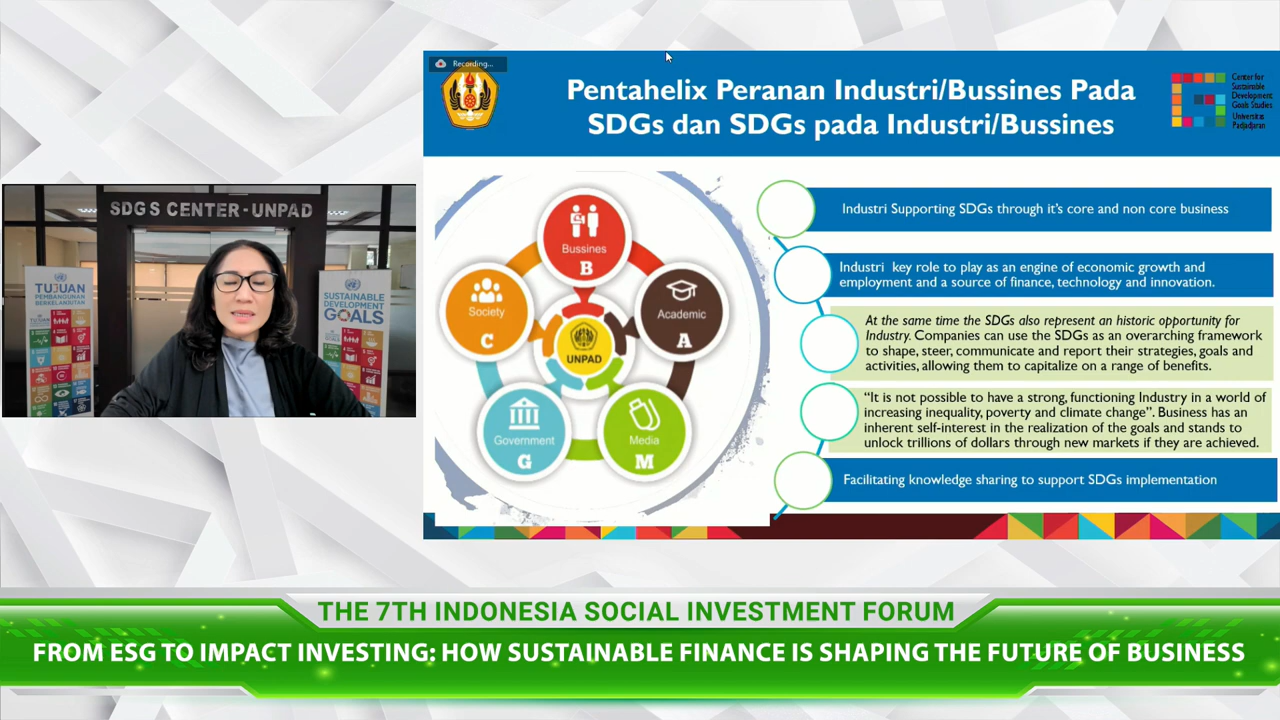 Recording...
Pentahelix Peranan Industri/Bussines Pada
SDGs dan SDGs pada Industri/Bussines
Center for
Sustainable
Development
Goals Studies
Universitas
Padjadjaran
SDGS CENTER-UNPAD
TUJUAN
PEMBANGUNAN
BERKELANJUTAN
SUSTAINABLE
DEVELOPMENT
GOALS
Bussines
B
Society
C
Academic
A
UNPAD
Government
G
Media
M
Industri Supporting SDGs through it's core and non core business
Industri key role to play as an engine of economic growth and
employment and a source of finance, technology and innovation.
At the same time the SDGs also represent an historic opportunity for
Industry. Companies can use the SDGs as an overarching framework
to shape, steer, communicate and report their strategies, goals and
activities, allowing them to capitalize on a range of benefits.
“It is not possible to have a strong, functioning Industry in a world of
increasing inequality, poverty and climate change”. Business has an
inherent self-interest in the realization of the goals and stands to
unlock trillions of dollars through new markets if they are achieved.
Facilitating knowledge sharing to support SDGs implementation
THE 7TH INDONESIA SOCIAL INVESTMENT FORUM
FROM ESG TO IMPACT INVESTING: HOW SUSTAINABLE FINANCE IS SHAPING THE FUTURE OF BUSINESS